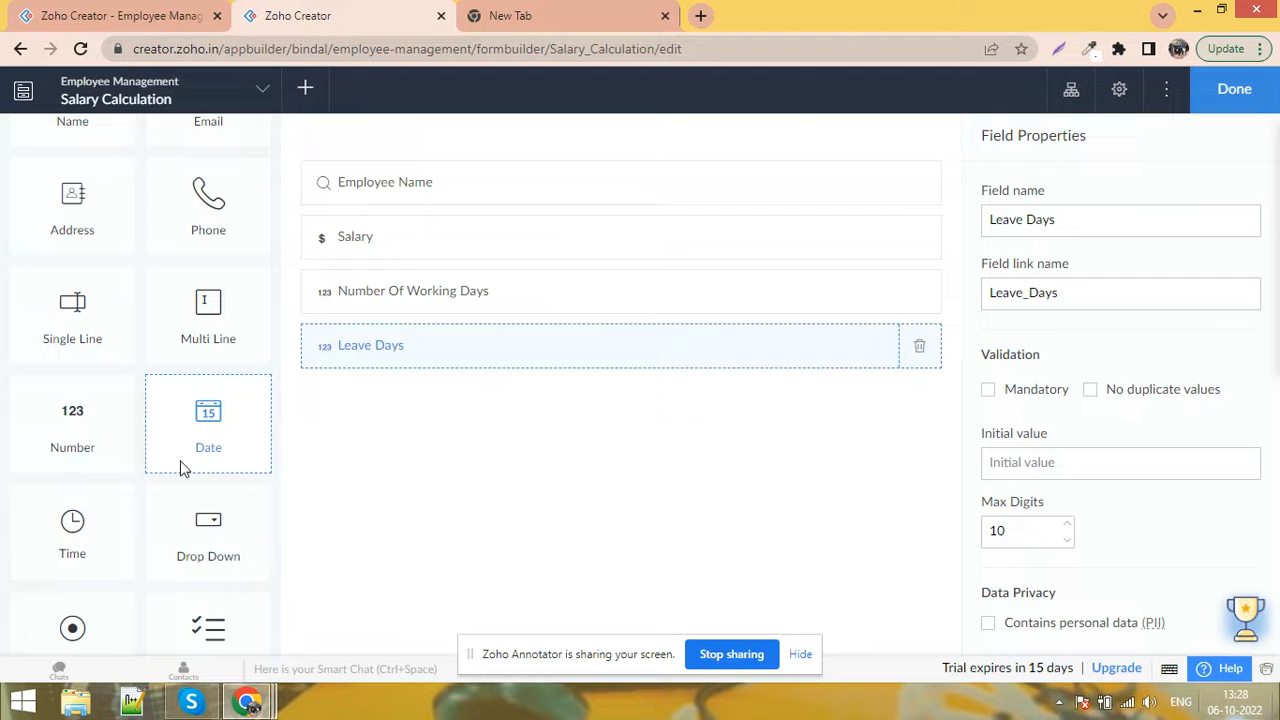 Zoho Creator - Employee Manag
Zoho Creator
New Tab
creator.zoho.in/appbuilder/bindal/employee-management/formbuilder/Salary_Calculation/edit
Update
Employee Management
Salary Calculation
Done
Name
Email
Address
Phone
Single Line
Multi Line
123
Number
15
Date
Time
Drop Down
Employee Name
$ Salary
123 Number Of Working Days
123 Leave Days
Field Properties
Field name
Leave Days
Field link name
Leave_Days
Validation
Mandatory
No duplicate values
Initial value
Initial value
Max Digits
10
Data Privacy
Contains personal data (PII)
Zoho Annotator is sharing your screen.
Stop sharing
Hide
Chats
Contacts
Here is your Smart Chat (Ctrl+Space)
Trial expires in 15 days
Upgrade
Help
ENG
13:28
06-10-2022